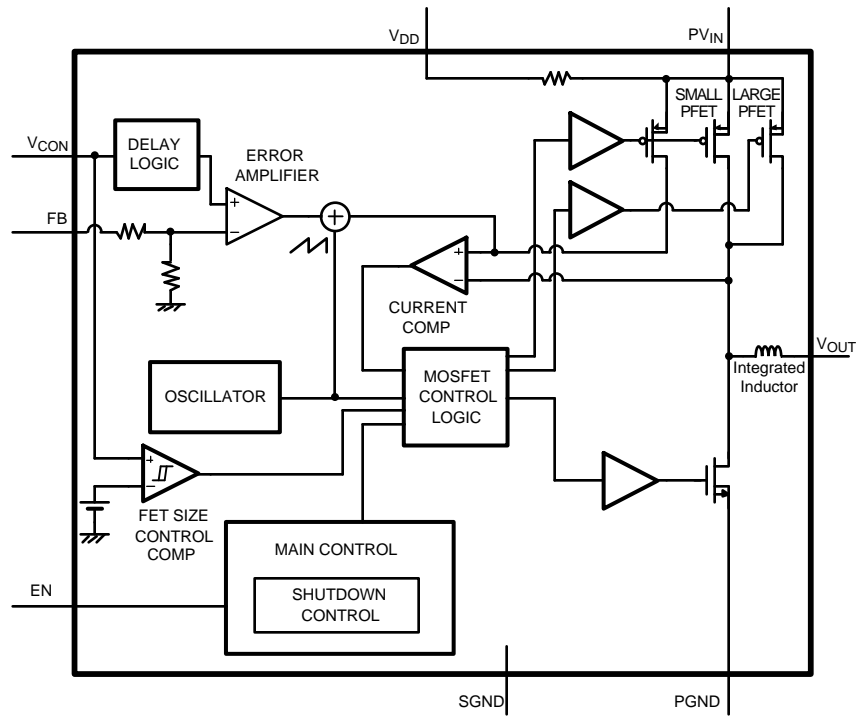 VDD
PVIN
SMALL
PFET
LARGE
PFET
VCON
DELAY
LOGIC
ERROR
AMPLIFIER
+
−
+
FB
+
−
CURRENT
COMP
VOUT
Integrated
Inductor
OSCILLATOR
MOSFET
CONTROL
LOGIC
+
−
FET SIZE
CONTROL
COMP
MAIN CONTROL
SHUTDOWN
CONTROL
EN
SGND
PGND